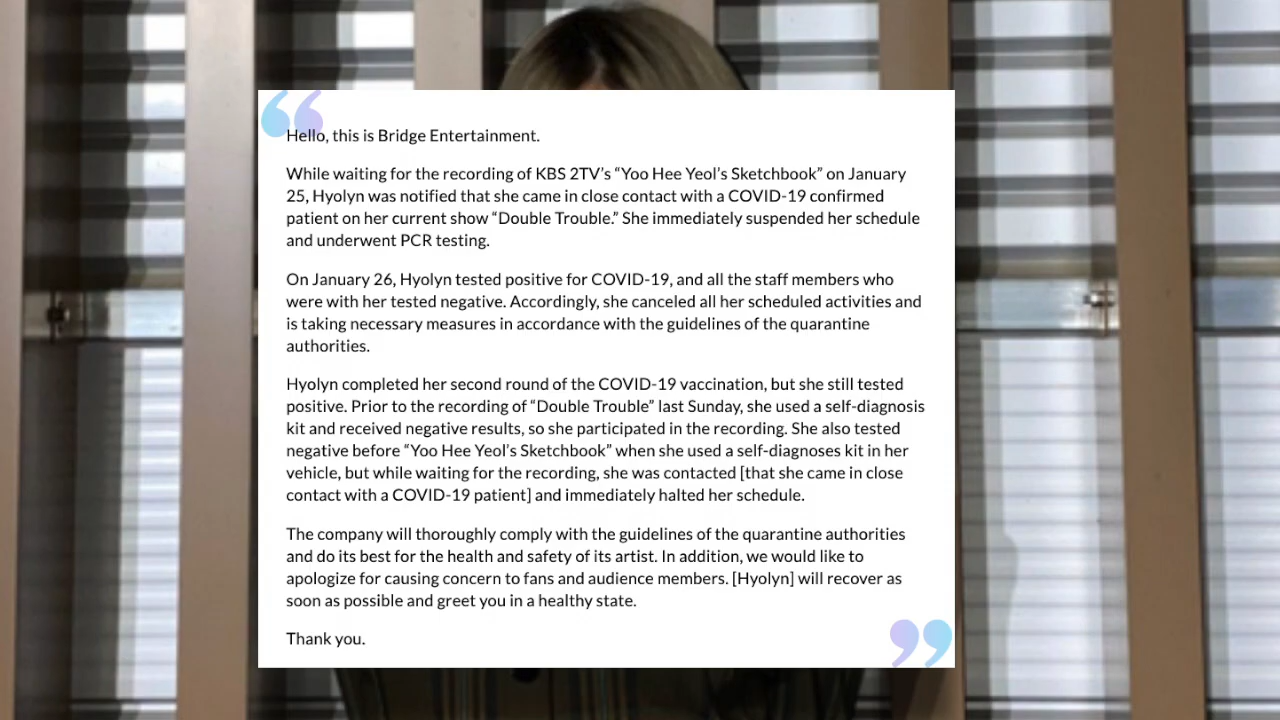 Hello, this is Bridge Entertainment.
While waiting for the recording of KBS 2TV’s “Yoo Hee Yeol’s Sketchbook” on January
25, Hyolyn was notified that she came in close contact with a COVID-19 confirmed
patient on her current show “Double Trouble.” She immediately suspended her schedule
and underwent PCR testing.
On January 26, Hyolyn tested positive for COVID-19, and all the staff members who
were with her tested negative. Accordingly, she canceled all her scheduled activities and
is taking necessary measures in accordance with the guidelines of the quarantine
authorities.
Hyolyn completed her second round of the COVID-19 vaccination, but she still tested
positive. Prior to the recording of “Double Trouble” last Sunday, she used a self-diagnosis
kit and received negative results, so she participated in the recording. She also tested
negative before “Yoo Hee Yeol’s Sketchbook” when she used a self-diagnoses kit in her
vehicle, but while waiting for the recording, she was contacted [that she came in close
contact with a COVID-19 patient] and immediately halted her schedule.
The company will thoroughly comply with the guidelines of the quarantine authorities
and do its best for the health and safety of its artist. In addition, we would like to
apologize for causing concern to fans and audience members. [Hyolyn] will recover as
soon as possible and greet you in a healthy state.
Thank you.